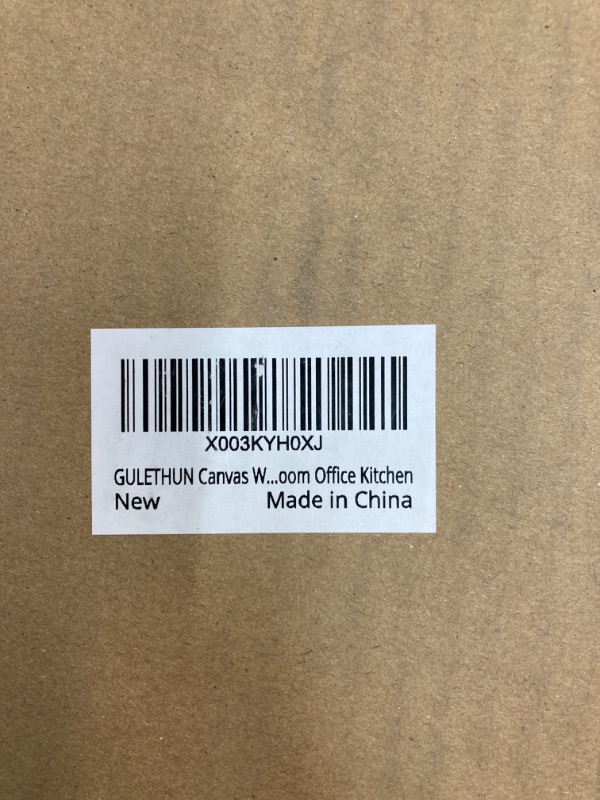 X003KYH0XJ
GULETHUN Canvas W...oom Office Kitchen
New Made in China